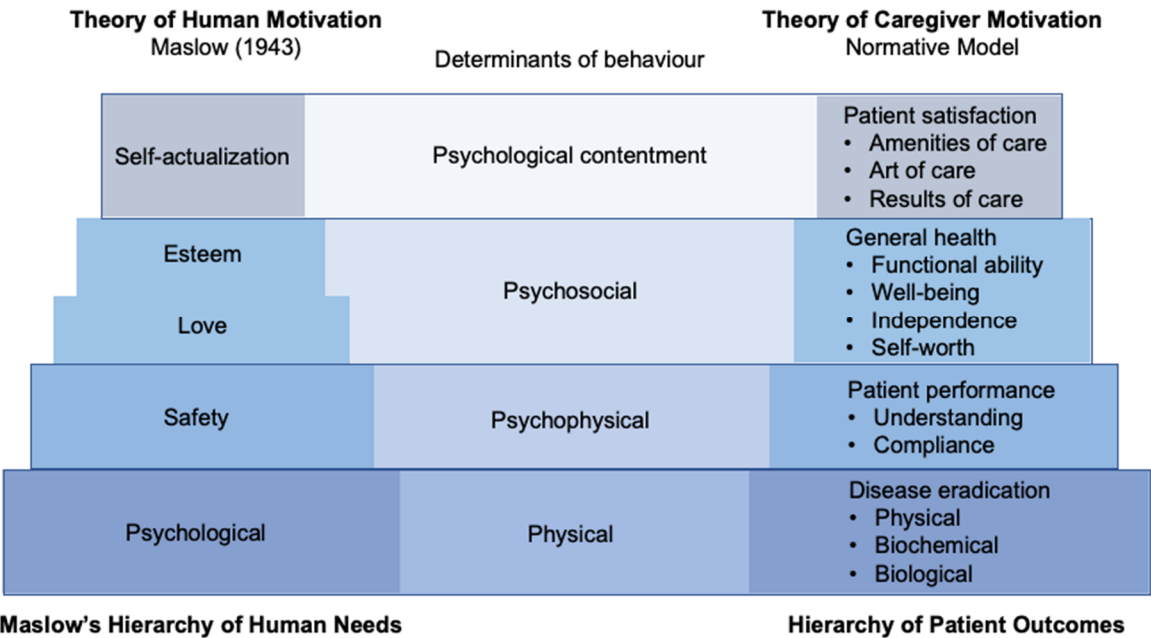 Theory of Human Motivation
Maslow (1943)
Determinants of behaviour
Theory of Caregiver Motivation
Normative Model
Self-actualization
Psychological contentment
Patient satisfaction
• Amenities of care
• Art of care
• Results of care
Esteem
Love
Psychosocial
General health
• Functional ability
• Well-being
• Independence
• Self-worth
Safety
Psychophysical
Patient performance
• Understanding
• Compliance
Psychological
Physical
Disease eradication
• Physical
• Biochemical
• Biological
Maslow's Hierarchy of Human Needs
Hierarchy of Patient Outcomes